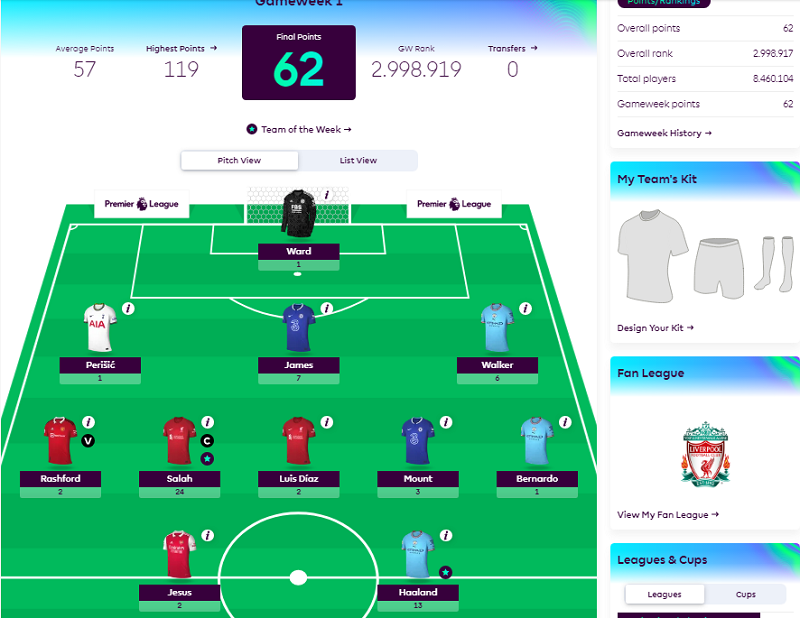 Gameweek 1
Average Points
57
Highest Points →
119
Final Points
62
GW Rank
2.998.919
Transfers →
0
Team of the Week →
Pitch View
List View
Premier League
Premier League
FBS
Ward
1
AIA
Perišić
1
James
7
Walker
6
V
Rashford
2
C
Salah
24
Luis Díaz
2
Mount
3
Bernardo
1
Jesus
2
Haaland
13
Points/Rankings
Overall points 62
Overall rank 2.998.917
Total players 8.460.104
Gameweek points 62
Gameweek History →
My Team's Kit
Design Your Kit →
Fan League
LIVERPOOL
FOOTBALL CLUB
View My Fan League →
Leagues & Cups
Leagues
Cups